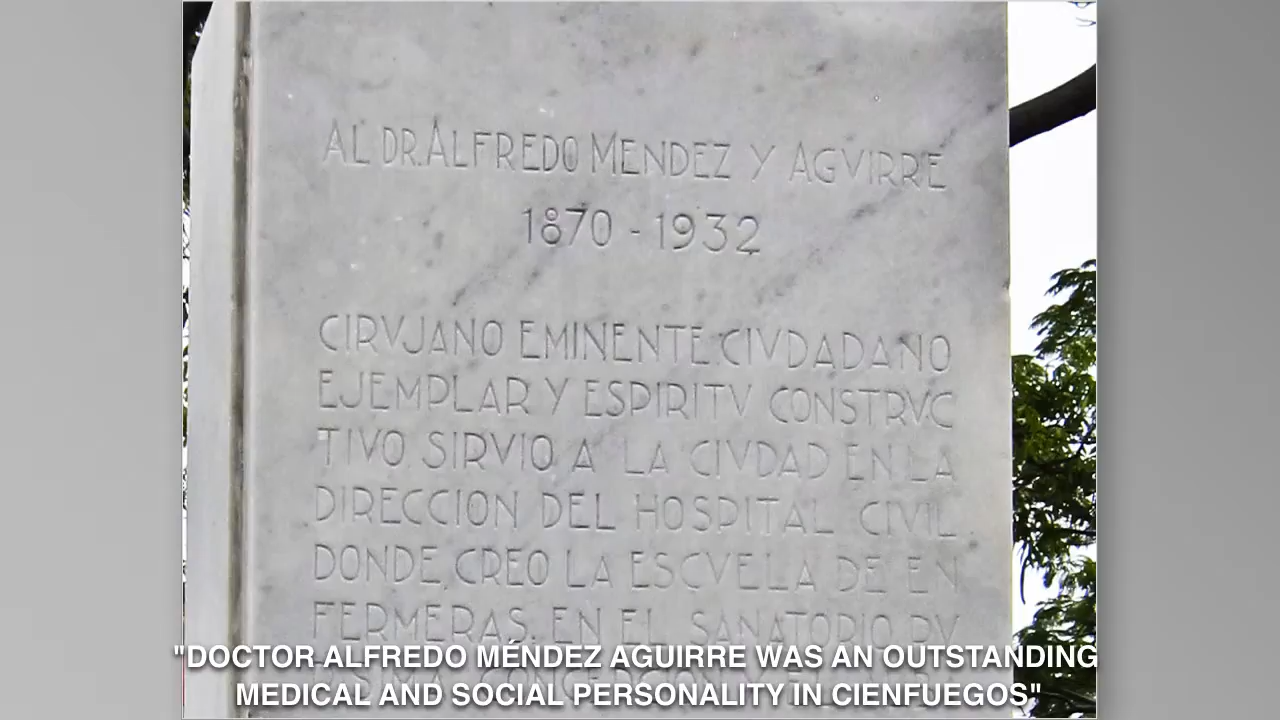 AL DR. ALFREDO MENDEZ Y AGVIRRE
1870 - 1932
CIRVJANO EMINENTE, CIVDADANO
EJEMPLAR Y ESPIRITV CONSTRVC
TIVO. SIRVIO A LA CIVDAD EN LA
DIRECCION DEL HOSPITAL CIVIL
DONDE, CREO LA ESCVELA DE EN
FERMERAS. EN EL SANATORIO PV
"DOCTOR ALFREDO MÉNDEZ AGUIRRE WAS AN OUTSTANDING
MEDICAL AND SOCIAL PERSONALITY IN CIENFUEGOS"